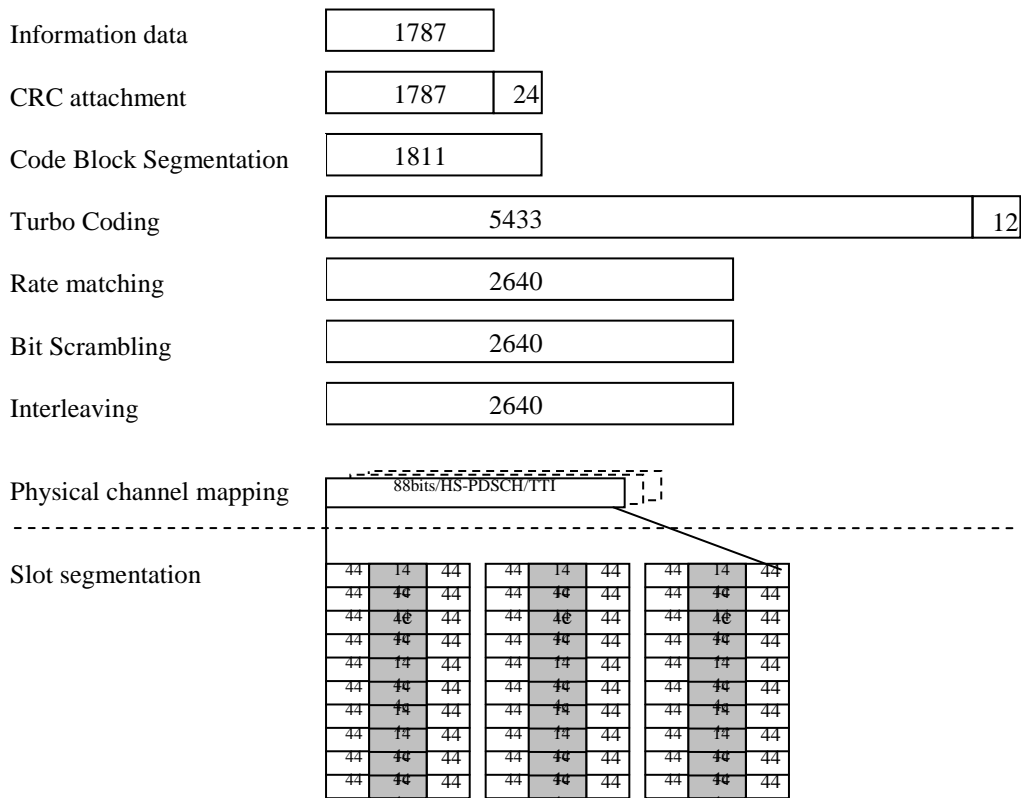 Information data 1787
CRC attachment 1787 24
Code Block Segmentation 1811
Turbo Coding 5433 12
Rate matching 2640
Bit Scrambling 2640
Interleaving 2640
Physical channel mapping 88bits/HS-PDSCH/TTI
Slot segmentation
44 14 44 44 14 44 44 14 44
44 44 44 44 44 44
44 44 44 44 44 44
44 44 44 44 44 44
44 14 44 44 14 44 44 14 44
44 44 44 44 44 44
44 14 44 44 14 44 44 14 44
44 14 44 44 14 44 44 14 44
44 44 44 44 44 44
44 44 44 44 44 44